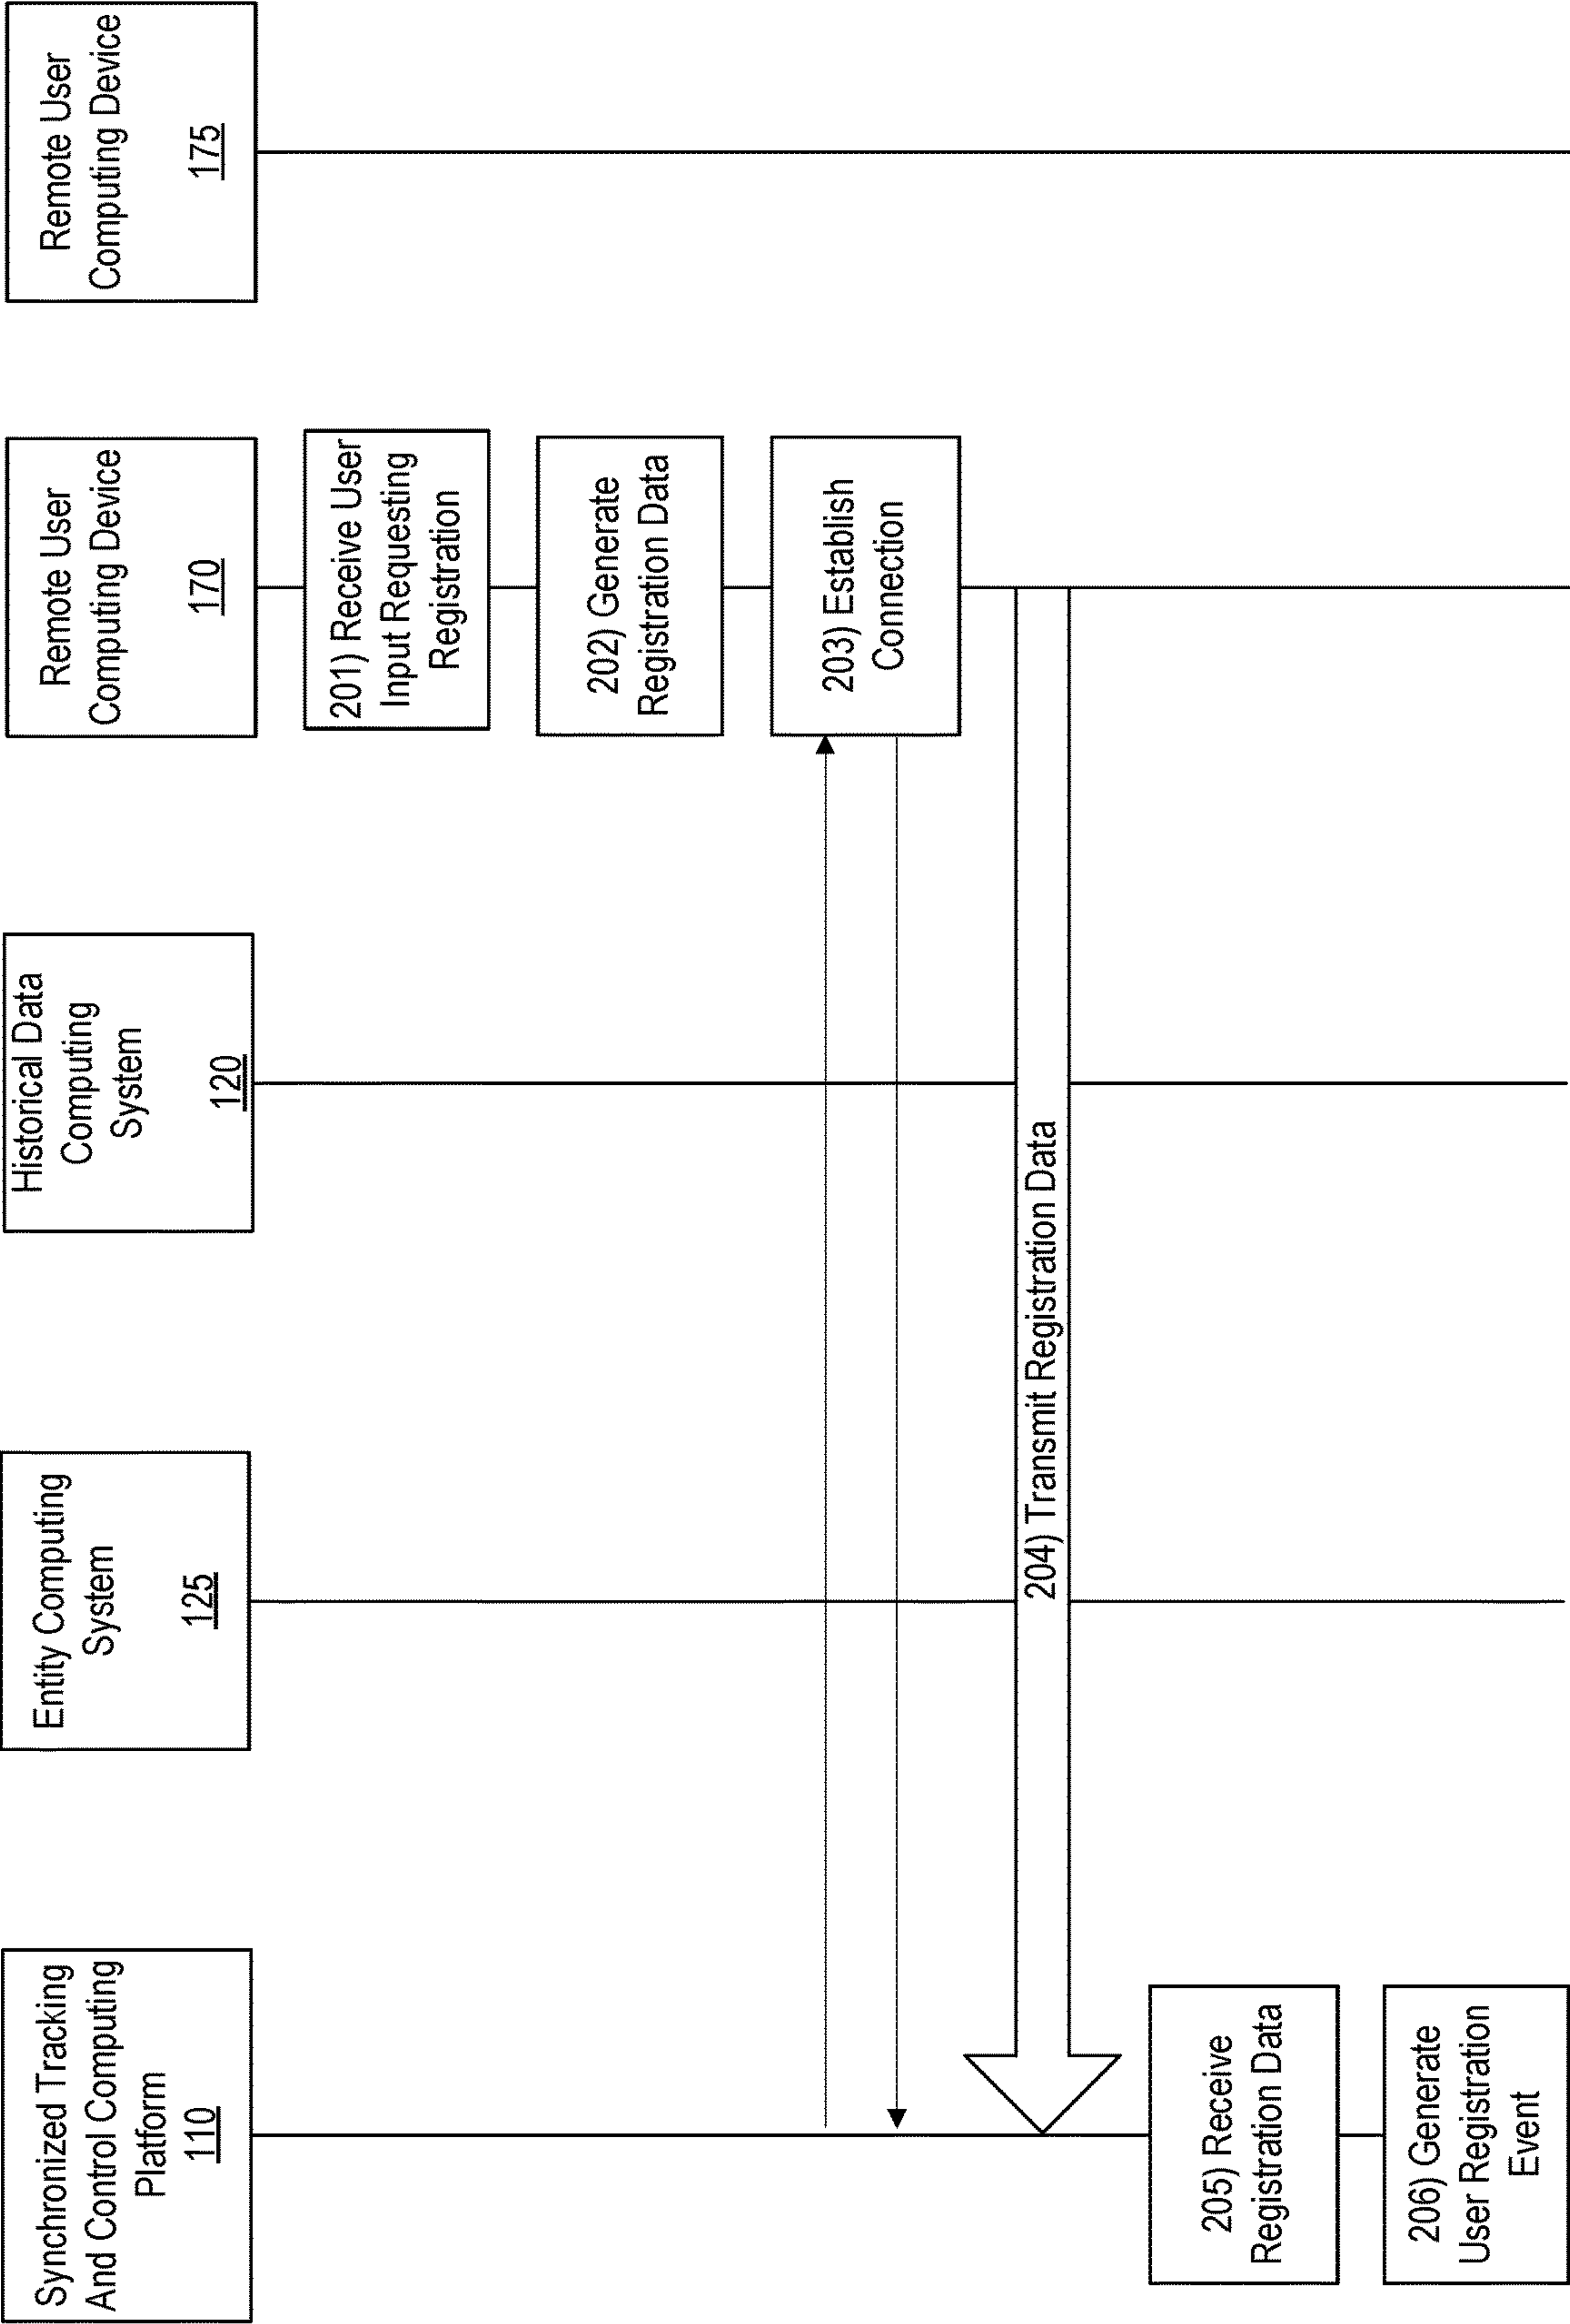 Synchronized Tracking
And Control Computing
Platform
110
Entity Computing
System
125
Historical Data
Computing
System
120
Remote User
Computing Device
170
Remote User
Computing Device
175
201) Receive User
Input Requesting
Registration
202) Generate
Registration Data
203) Establish
Connection
204) Transmit Registration Data
205) Receive
Registration Data
206) Generate
User Registration
Event